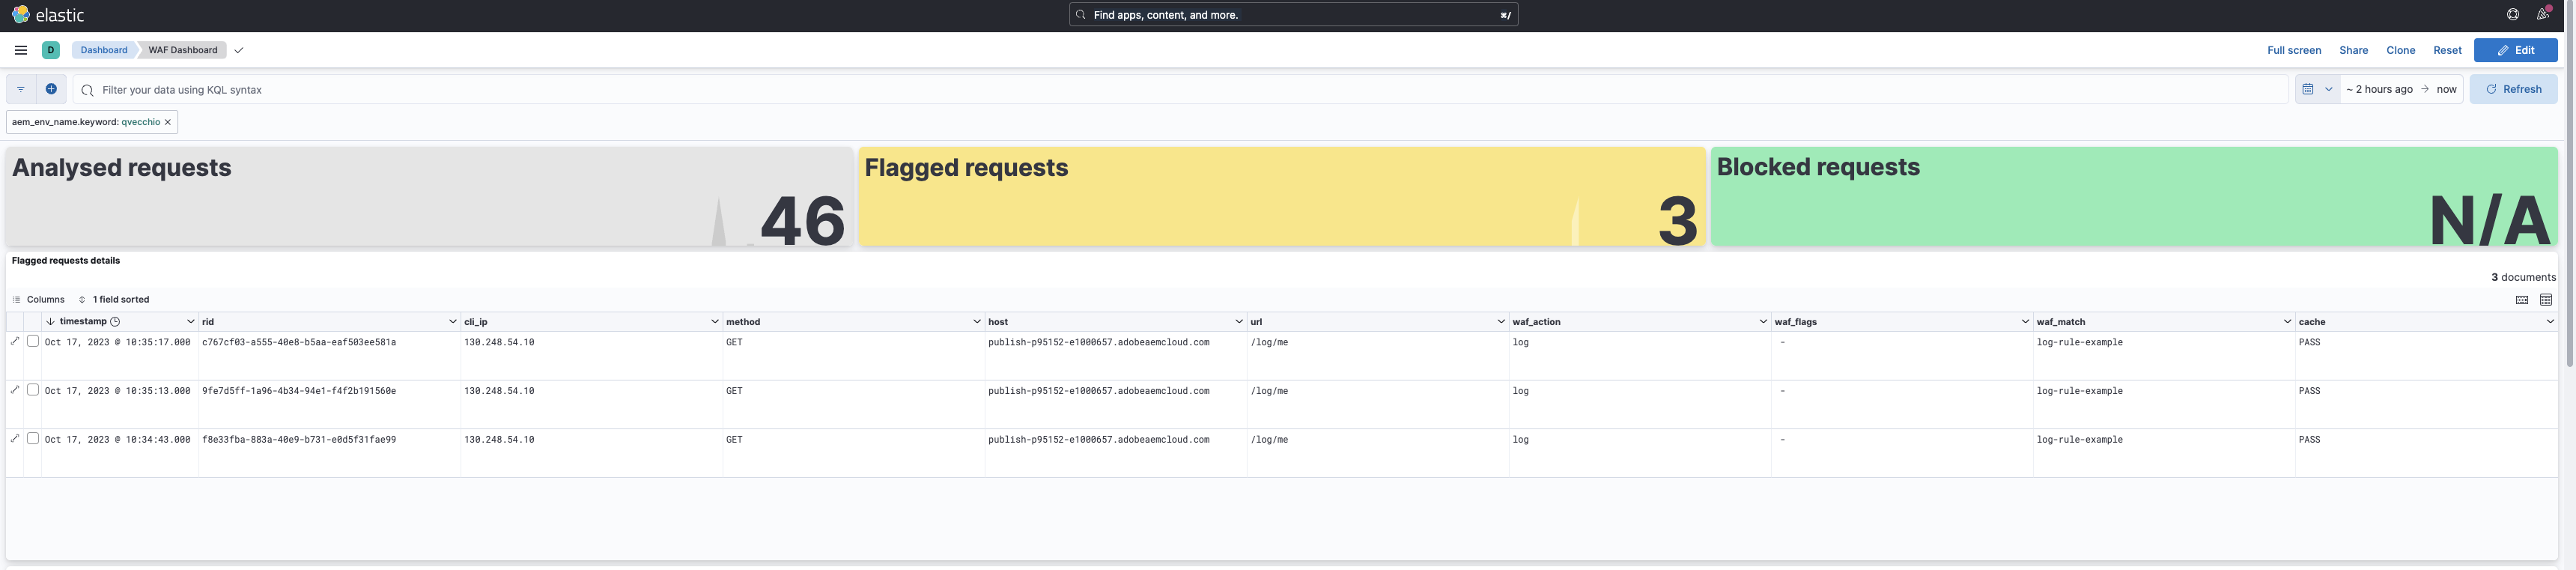 elastic
Find apps, content, and more.
⌘/
D
Dashboard
WAF Dashboard
Full screen
Share
Clone
Reset
Edit
Filter your data using KQL syntax
~ 2 hours ago → now
Refresh
aem_env_name.keyword: qvecchio ×
Analysed requests
46
Flagged requests
3
Blocked requests
N/A
Flagged requests details
3 documents
Columns 1 field sorted
timestamp rid cli_ip method host url waf_action waf_flags waf_match cache
Oct 17, 2023 @ 10:35:17.000 c767cf03-a555-40e8-b5aa-eaf503ee581a 130.248.54.10 GET publish-p95152-e1000657.adobeaemcloud.com /log/me log - log-rule-example PASS
Oct 17, 2023 @ 10:35:13.000 9fe7d5ff-1a96-4b34-94e1-f4f2b191560e 130.248.54.10 GET publish-p95152-e1000657.adobeaemcloud.com /log/me log - log-rule-example PASS
Oct 17, 2023 @ 10:34:43.000 f8e33fba-883a-40e9-b731-e0d5f31fae99 130.248.54.10 GET publish-p95152-e1000657.adobeaemcloud.com /log/me log - log-rule-example PASS